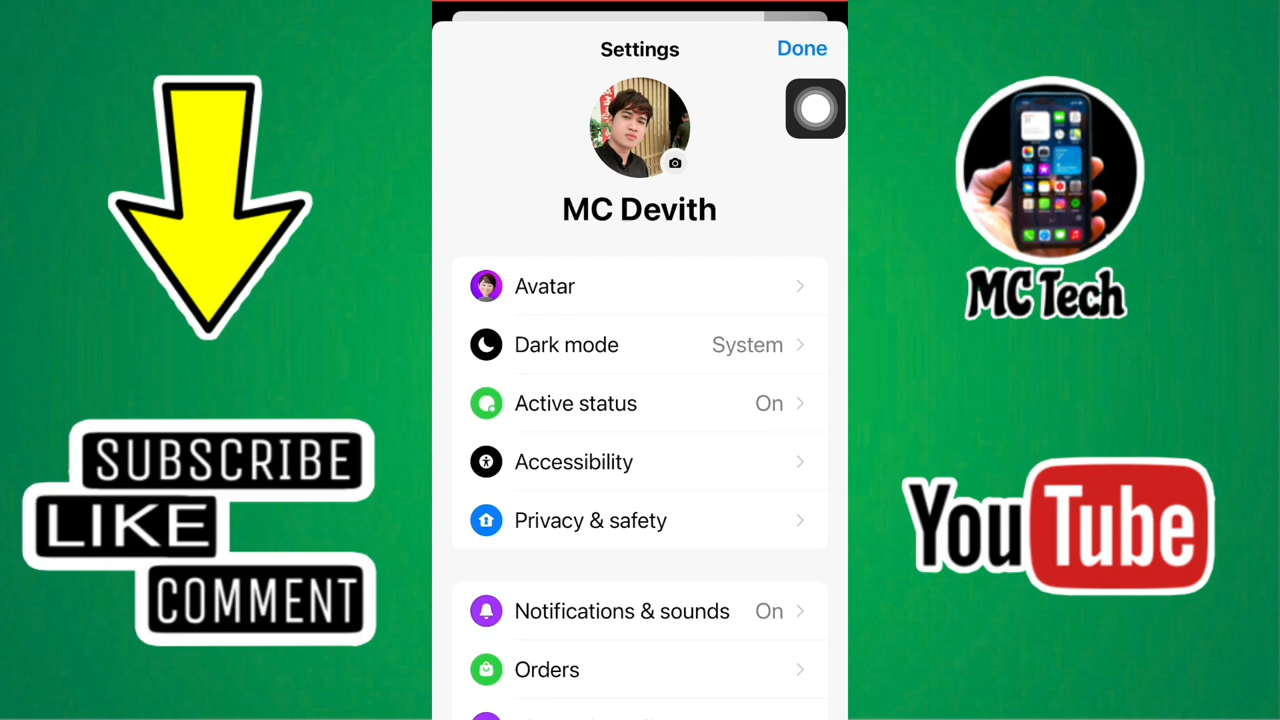 Settings
Done
MC Devith
Avatar
Dark mode System
Active status On
Accessibility
Privacy & safety
Notifications & sounds On
Orders
SUBSCRIBE
LIKE
COMMENT
MC Tech
YouTube